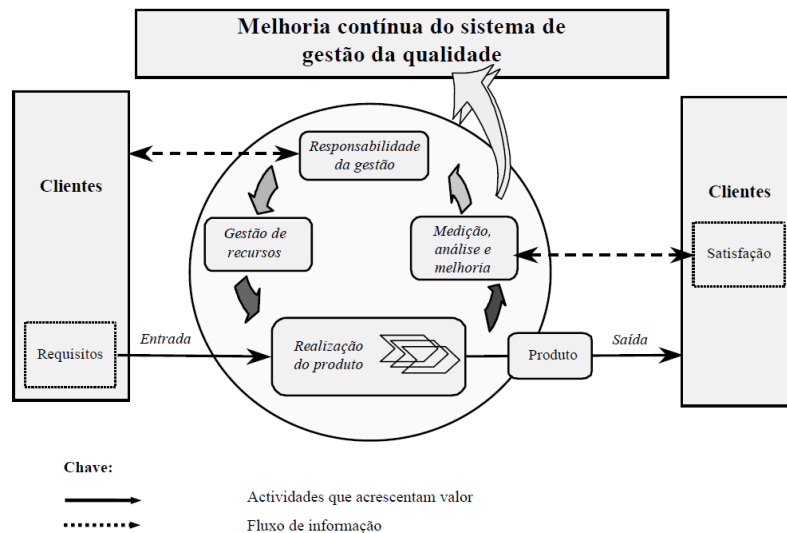 Melhoria contínua do sistema de
gestão da qualidade
Clientes
Responsabilidade
da gestão
Clientes
Gestão de
recursos
Medição,
análise e
melhoria
Satisfação
Requisitos
Entrada
Realização
do produto
Produto
Saída
Chave:
Actividades que acrescentam valor
Fluxo de informação